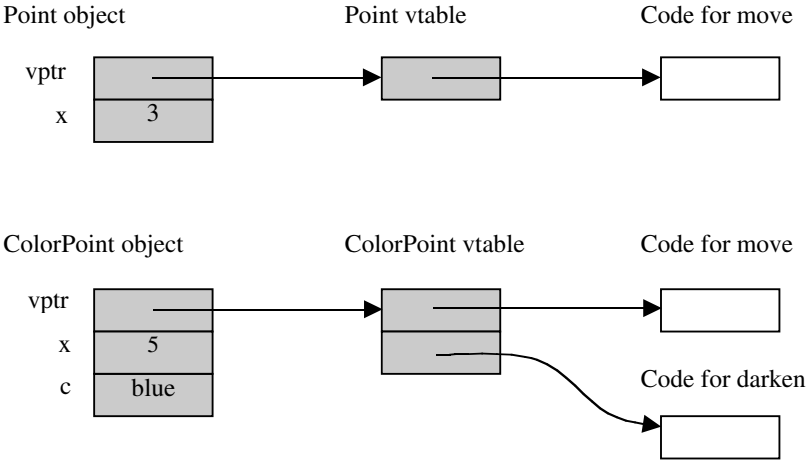 Point object Point vtable Code for move
vptr
x 3
ColorPoint object ColorPoint vtable Code for move
vptr
x 5
c blue
Code for darken